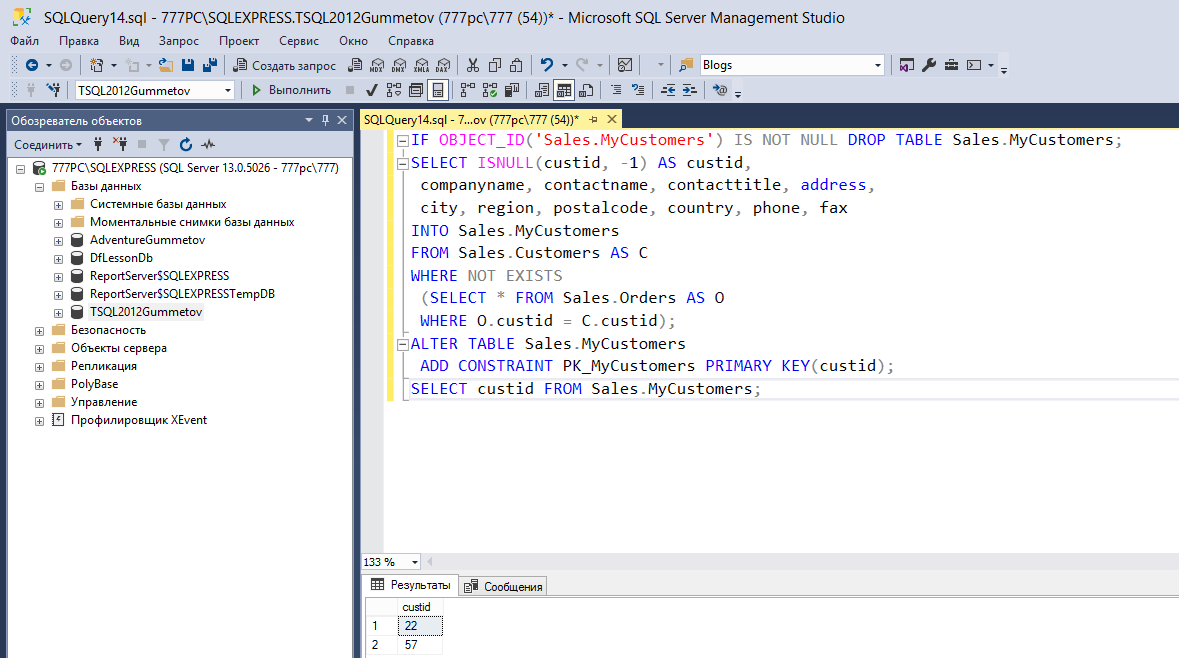 SQLQuery14.sql - 777PC\SQLEXPRESS.TSQL2012Gummetov (777pc\777 (54))* - Microsoft SQL Server Management Studio
Файл Правка Вид Запрос Проект Сервис Окно Справка
Создать запрос MDX DMX XMLA DAX Blogs
TSQL2012Gummetov Выполнить
Обозреватель объектов
Соединить
777PC\SQLEXPRESS (SQL Server 13.0.5026 - 777pc\777)
Базы данных
Системные базы данных
Моментальные снимки базы данных
AdventureGummetov
DfLessonDb
ReportServer$SQLEXPRESS
ReportServer$SQLEXPRESSTempDB
TSQL2012Gummetov
Безопасность
Объекты сервера
Репликация
PolyBase
Управление
Профилировщик XEvent
SQLQuery14.sql - 7...ov (777pc\777 (54))*
IF OBJECT_ID('Sales.MyCustomers') IS NOT NULL DROP TABLE Sales.MyCustomers;
SELECT ISNULL(custid, -1) AS custid,
companyname, contactname, contacttitle, address,
city, region, postalcode, country, phone, fax
INTO Sales.MyCustomers
FROM Sales.Customers AS C
WHERE NOT EXISTS
(SELECT * FROM Sales.Orders AS O
WHERE O.custid = C.custid);
ALTER TABLE Sales.MyCustomers
ADD CONSTRAINT PK_MyCustomers PRIMARY KEY(custid);
SELECT custid FROM Sales.MyCustomers;
133 %
Результаты Сообщения
custid
1 22
2 57